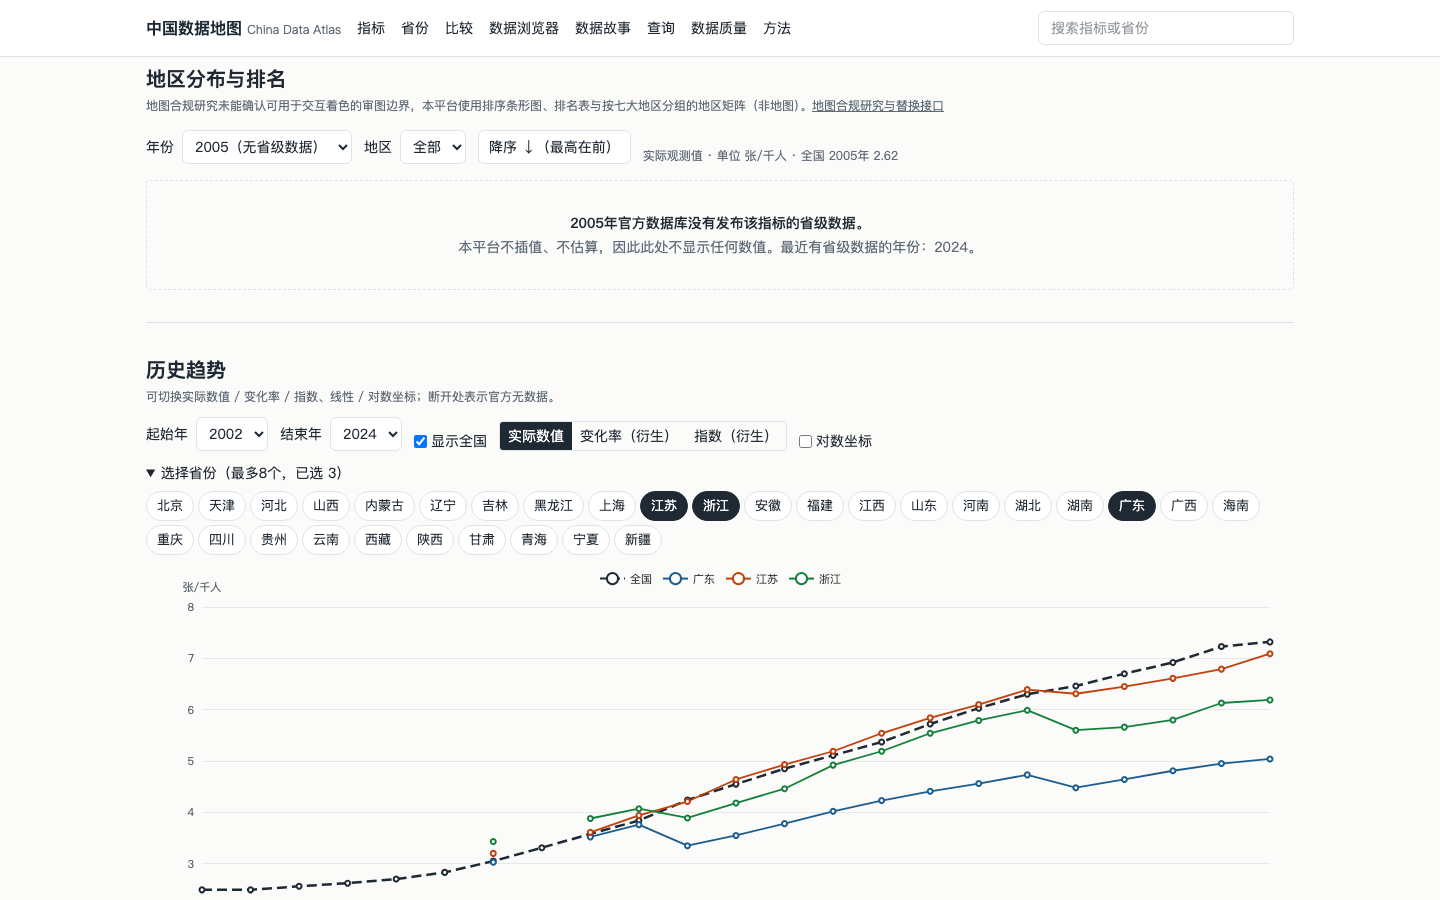 中国数据地图 China Data Atlas 指标 省份 比较 数据浏览器 数据故事 查询 数据质量 方法 搜索指标或省份
地区分布与排名
地图合规研究未能确认可用于交互着色的审图边界，本平台使用排序条形图、排名表与按七大地区分组的地区矩阵（非地图）。地图合规研究与替换接口
年份 2005（无省级数据） 地区 全部 降序 ↓（最高在前） 实际观测值 · 单位 张/千人 · 全国 2005年 2.62
2005年官方数据库没有发布该指标的省级数据。
本平台不插值、不估算，因此此处不显示任何数值。最近有省级数据的年份：2024。
历史趋势
可切换实际数值 / 变化率 / 指数、线性 / 对数坐标；断开处表示官方无数据。
起始年 2002 结束年 2024 显示全国 实际数值 变化率（衍生） 指数（衍生） 对数坐标
▼ 选择省份（最多8个，已选 3）
北京 天津 河北 山西 内蒙古 辽宁 吉林 黑龙江 上海 江苏 浙江 安徽 福建 江西 山东 河南 湖北 湖南 广东 广西 海南
重庆 四川 贵州 云南 西藏 陕西 甘肃 青海 宁夏 新疆
全国 广东 江苏 浙江
张/千人
8
7
6
5
4
3